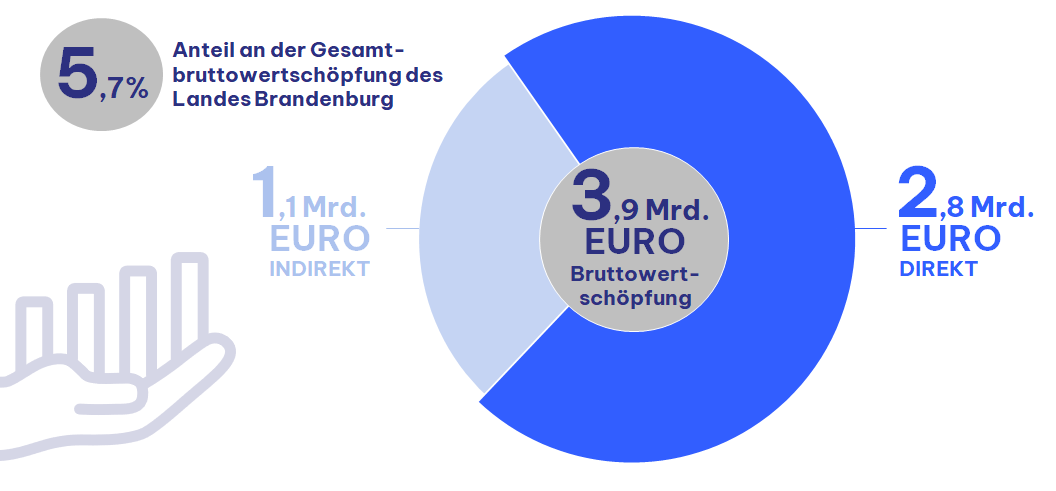 5,7%
Anteil an der Gesamt-
bruttowertschöpfung des
Landes Brandenburg
1,1 Mrd.
EURO
INDIREKT
3,9 Mrd.
EURO
Bruttowert-
schöpfung
2,8 Mrd.
EURO
DIREKT